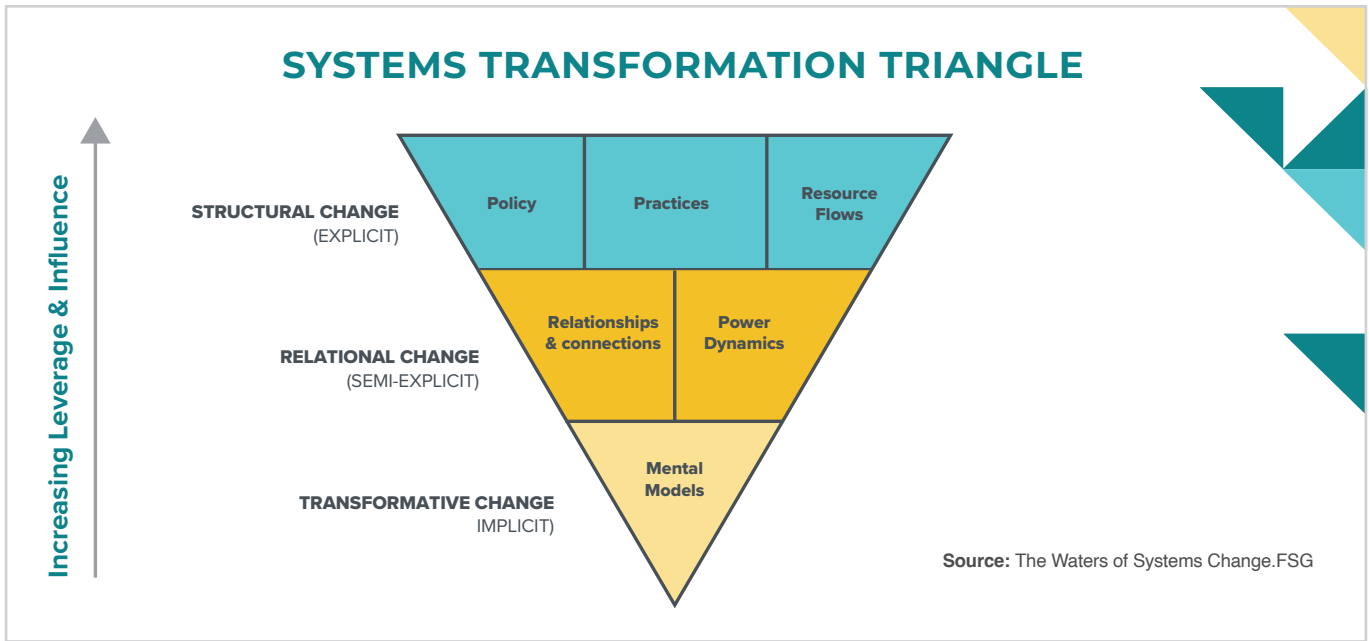 SYSTEMS TRANSFORMATION TRIANGLE
Increasing Leverage & Influence
STRUCTURAL CHANGE
(EXPLICIT)
Policy
Practices
Resource
Flows
RELATIONAL CHANGE
(SEMI-EXPLICIT)
Relationships
& connections
Power
Dynamics
TRANSFORMATIVE CHANGE
IMPLICIT)
Mental
Models
Source: The Waters of Systems Change.FSG